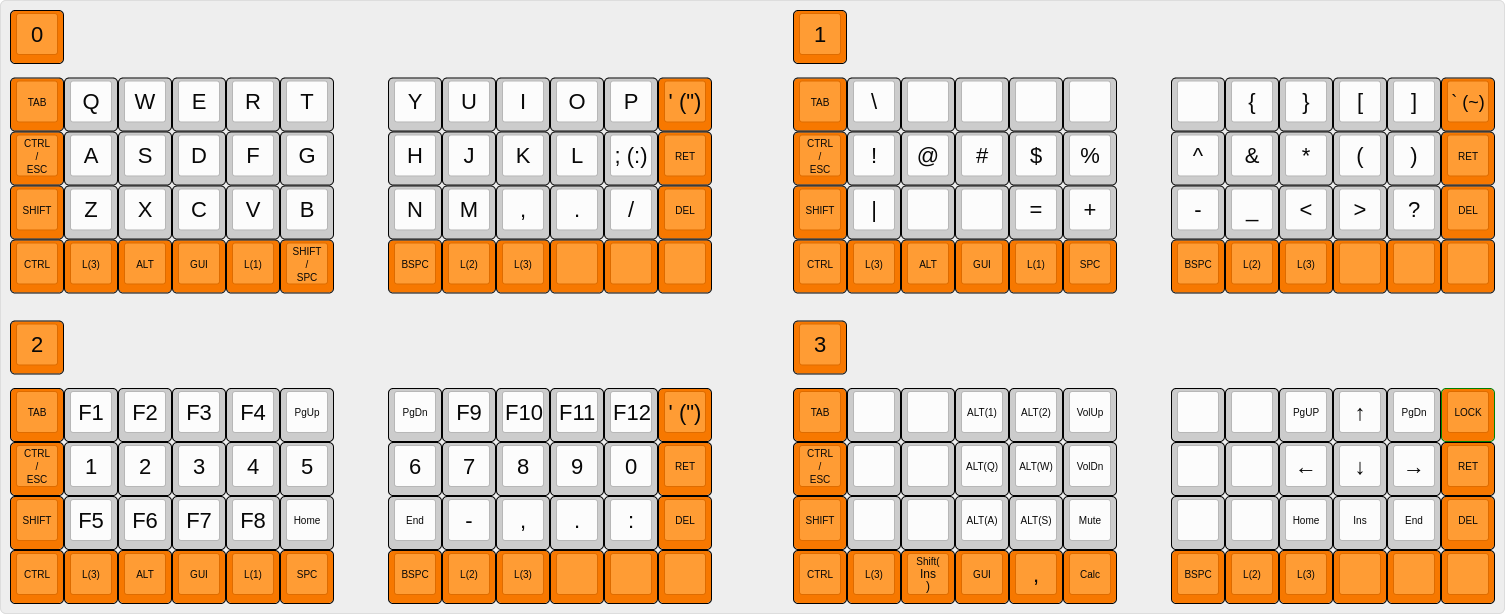 0 1
TAB Q W E R T Y U I O P ' (") TAB \ { } [ ] ` (~)
CTRL / ESC A S D F G H J K L ; (:) RET CTRL / ESC ! @ # $ % ^ & * ( ) RET
SHIFT Z X C V B N M , . / DEL SHIFT | = + - _ < > ? DEL
CTRL L(3) ALT GUI L(1) SHIFT / SPC BSPC L(2) L(3) CTRL L(3) ALT GUI L(1) SPC BSPC L(2) L(3)
2 3
TAB F1 F2 F3 F4 PgUp PgDn F9 F10 F11 F12 ' (") TAB ALT(1) ALT(2) VolUp PgUP ↑ PgDn LOCK
CTRL / ESC 1 2 3 4 5 6 7 8 9 0 RET CTRL / ESC ALT(Q) ALT(W) VolDn ← ↓ → RET
SHIFT F5 F6 F7 F8 Home End - , . : DEL SHIFT ALT(A) ALT(S) Mute Home Ins End DEL
CTRL L(3) ALT GUI L(1) SPC BSPC L(2) L(3) CTRL L(3) Shift( Ins ) GUI , Calc BSPC L(2) L(3)